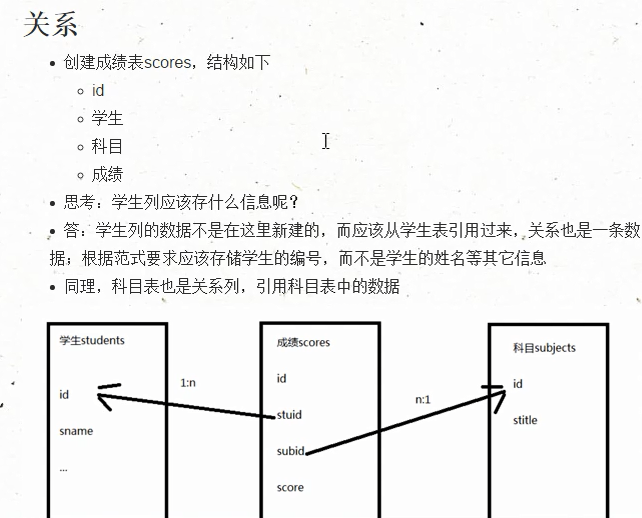 关系
创建成绩表scores，结构如下
id
学生
科目
成绩
思考：学生列应该存什么信息呢？
答：学生列的数据不是在这里新建的，而应该从学生表引用过来，关系也是一条数
据；根据范式要求应该存储学生的编号，而不是学生的姓名等其它信息
同理，科目表也是关系列，引用科目表中的数据
学生students
id
sname
...
1:n
成绩scores
id
stuid
subid
score
n:1
科目subjects
id
stitle